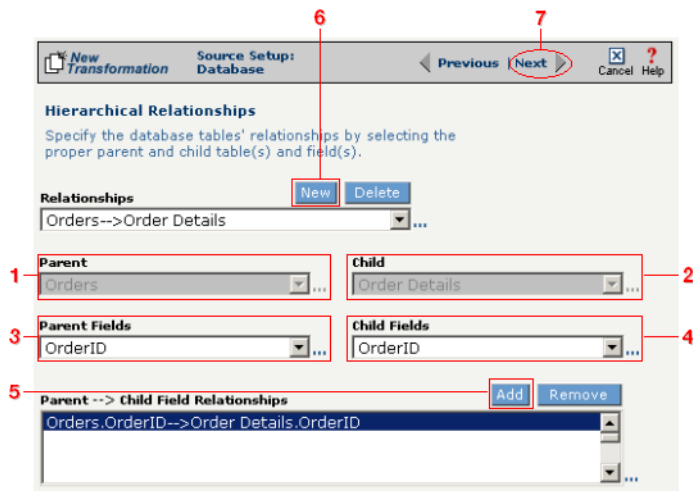 6
7
New Transformation
Source Setup: Database
Previous | Next
Cancel
? Help
Hierarchical Relationships
Specify the database tables' relationships by selecting the
proper parent and child table(s) and field(s).
Relationships
New
Delete
Orders-->Order Details
...
1
Parent
Orders
...
Child
Order Details
...
2
3
Parent Fields
OrderID
...
Child Fields
OrderID
...
4
5
Parent --> Child Field Relationships
Add
Remove
Orders.OrderID-->Order Details.OrderID
...